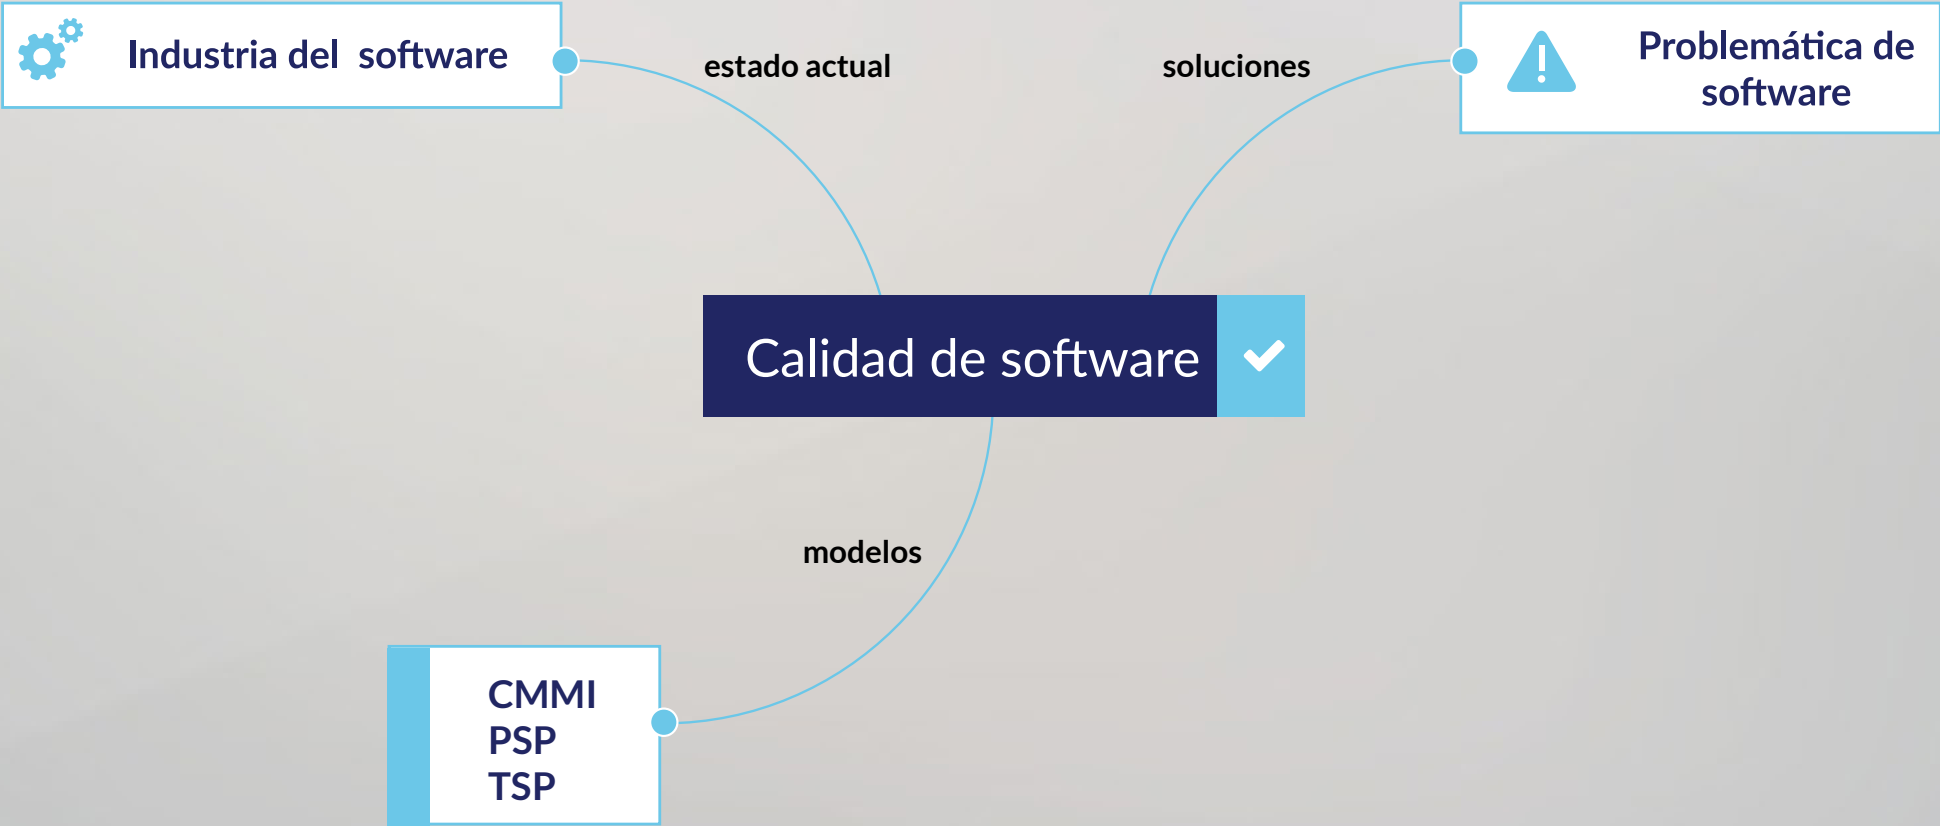 Industria del  software
estado actual
soluciones
Problemática de
software
Calidad de software
modelos
CMMI
PSP
TSP